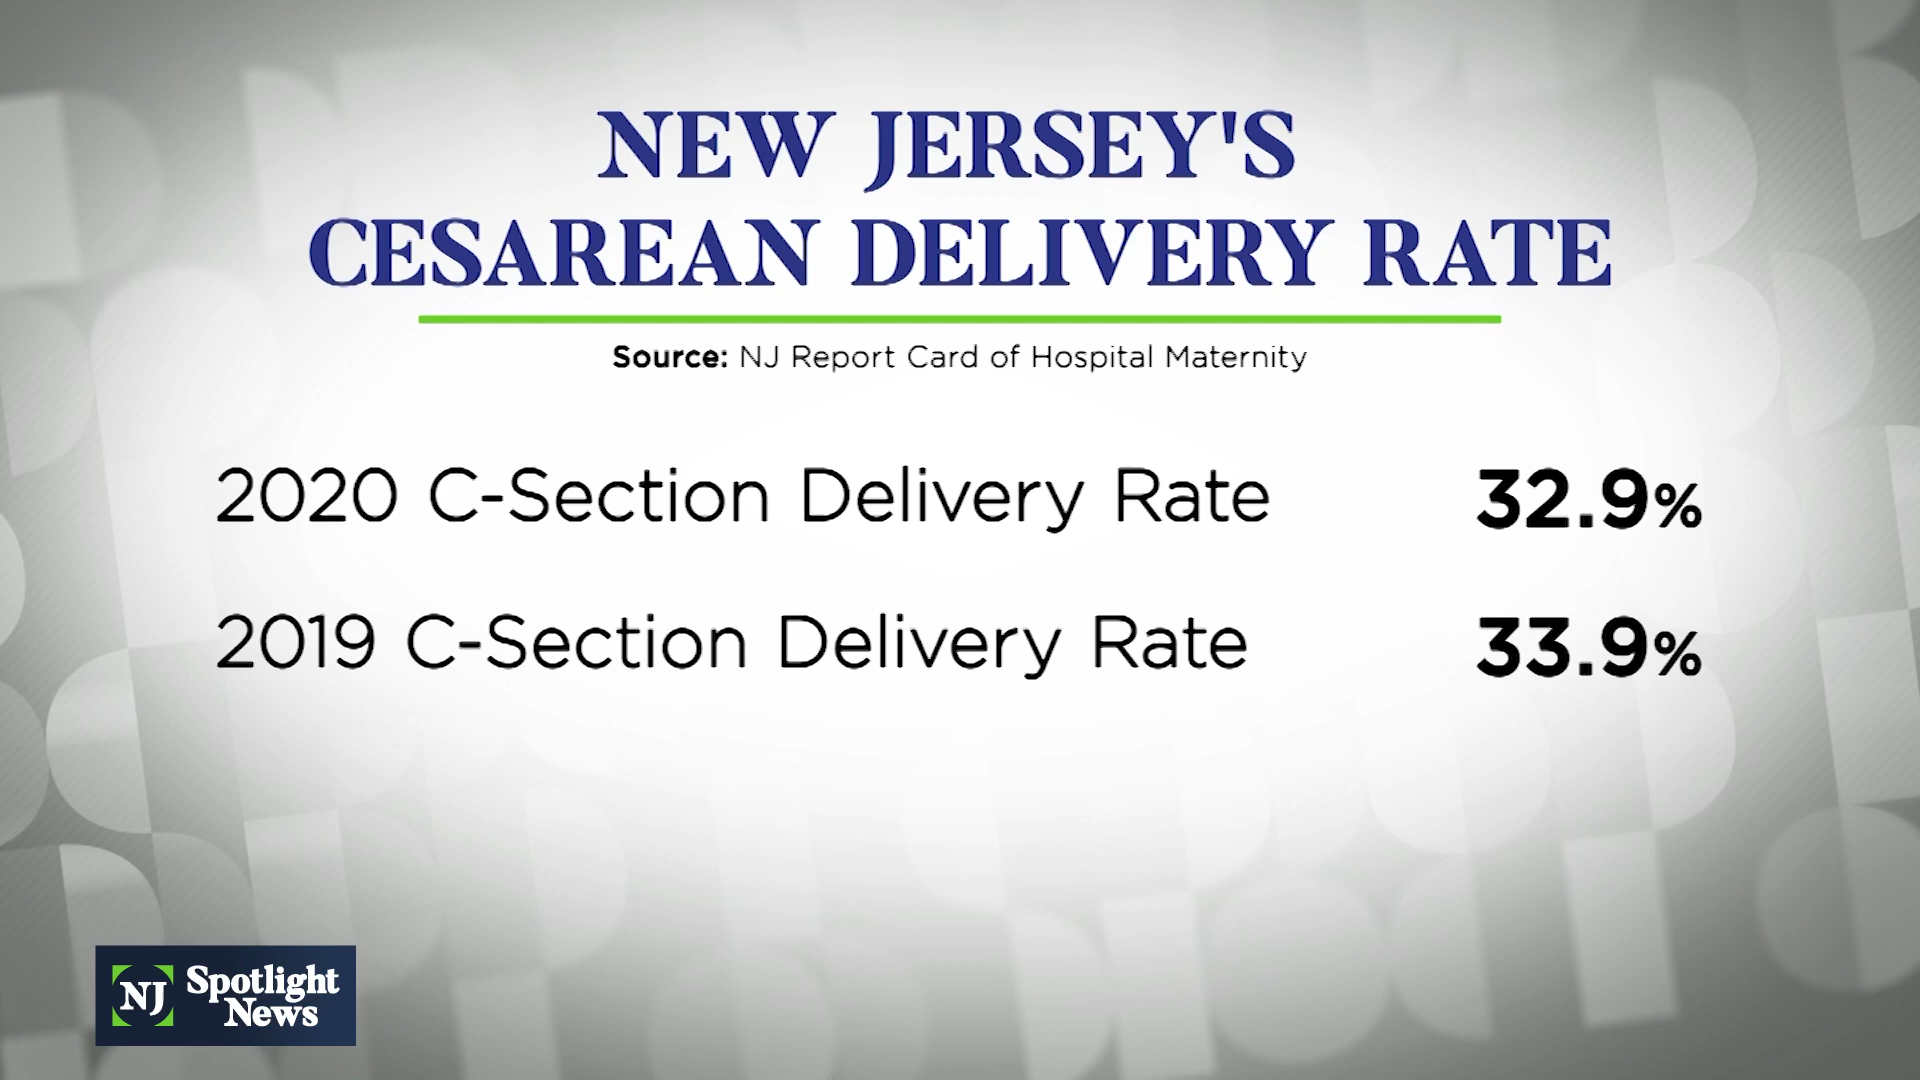 NEW JERSEY'S
CESAREAN DELIVERY RATE
Source: NJ Report Card of Hospital Maternity
2020 C-Section Delivery Rate 32.9%
2019 C-Section Delivery Rate 33.9%
NJ Spotlight
News